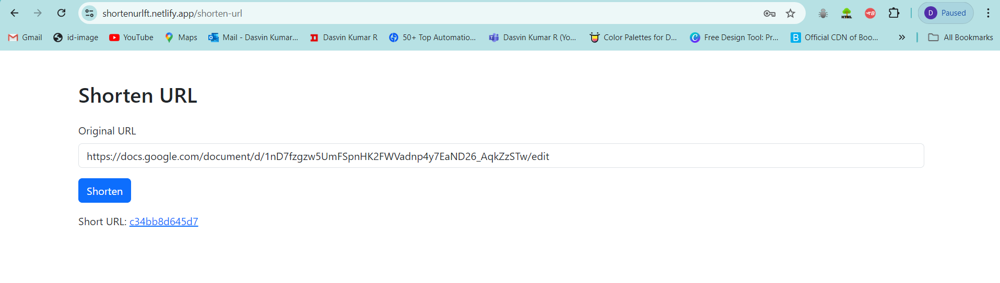 shortenurlft.netlify.app/shorten-url
HTML
B
D Paused
Gmail id-image YouTube Maps Mail - Dasvin Kumar... Dasvin Kumar R 50+ Top Automatio... Dasvin Kumar R (Yo... Color Palettes for D... Free Design Tool: Pr... B Official CDN of Boo... » All Bookmarks
Shorten URL
Original URL
https://docs.google.com/document/d/1nD7fzgzw5UmFSpnHK2FWVadnp4y7EaND26_AqkZzSTw/edit
Shorten
Short URL: c34bb8d645d7